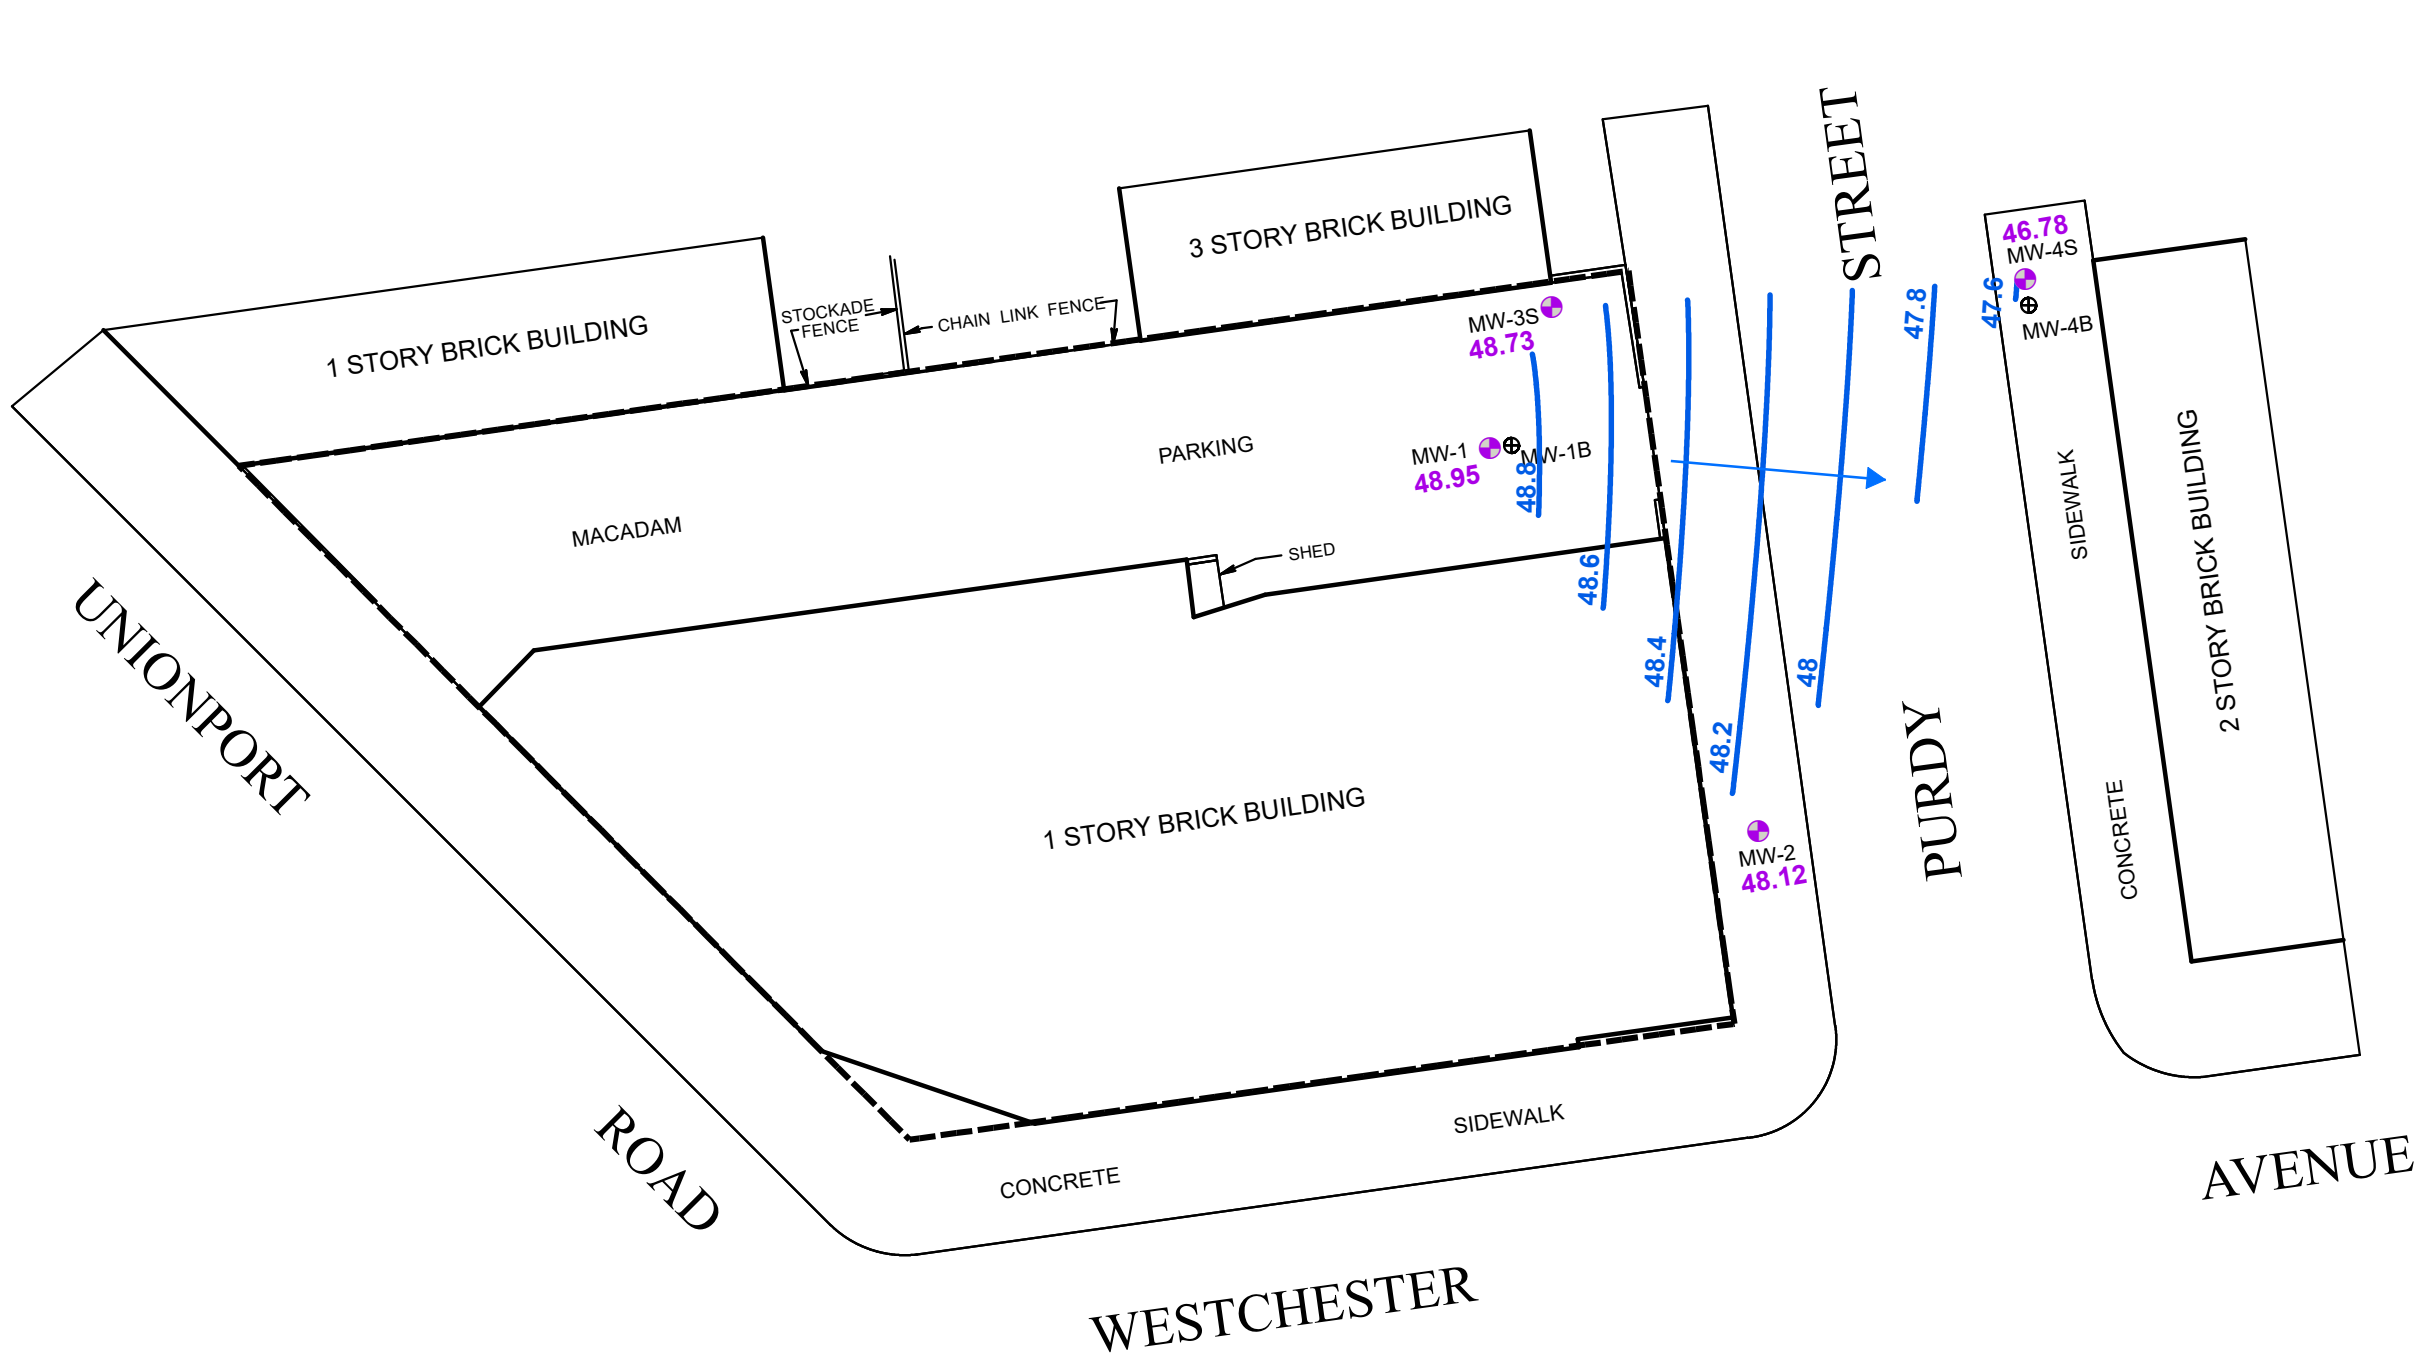 STREET
3 STORY BRICK BUILDING
46.78
MW-4S
47.6
MW-4B
47.8
STOCKADE
FENCE
CHAIN LINK FENCE
1 STORY BRICK BUILDING
MW-3S
48.73
PARKING
MW-1
48.95
MW-1B
48.8
MACADAM
SHED
48.6
48.4
48.2
48
SIDEWALK
2 STORY BRICK BUILDING
UNIONPORT
PURDY
1 STORY BRICK BUILDING
MW-2
48.12
CONCRETE
ROAD
SIDEWALK
CONCRETE
AVENUE
WESTCHESTER